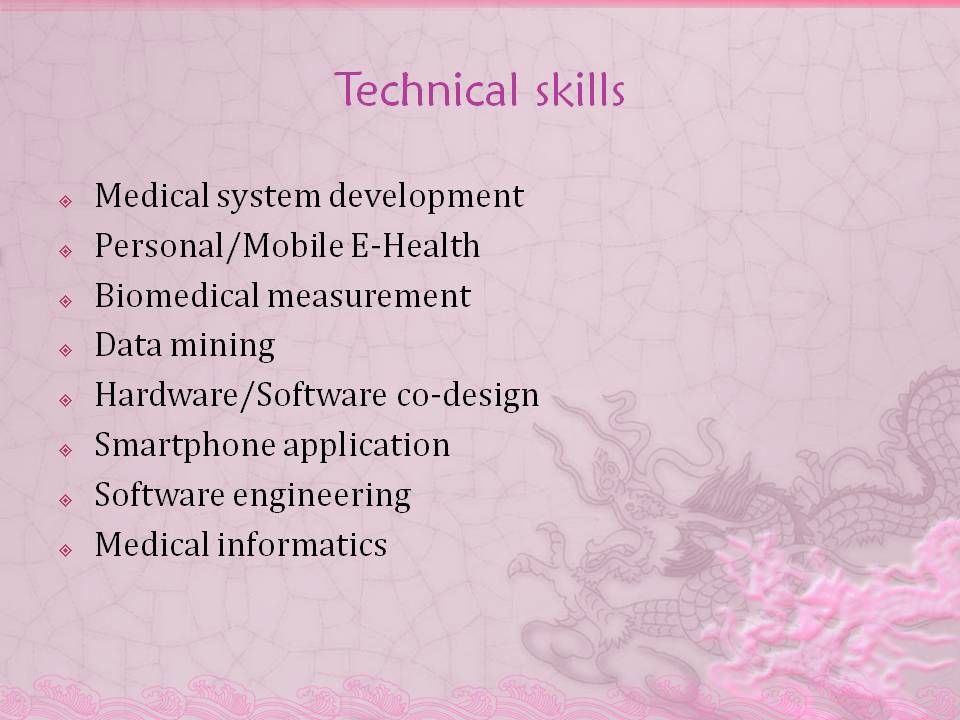 Technical skills
Medical system development
Personal/Mobile E-Health
Biomedical measurement
Data mining
Hardware/Software co-design
Smartphone application
Software engineering
Medical informatics